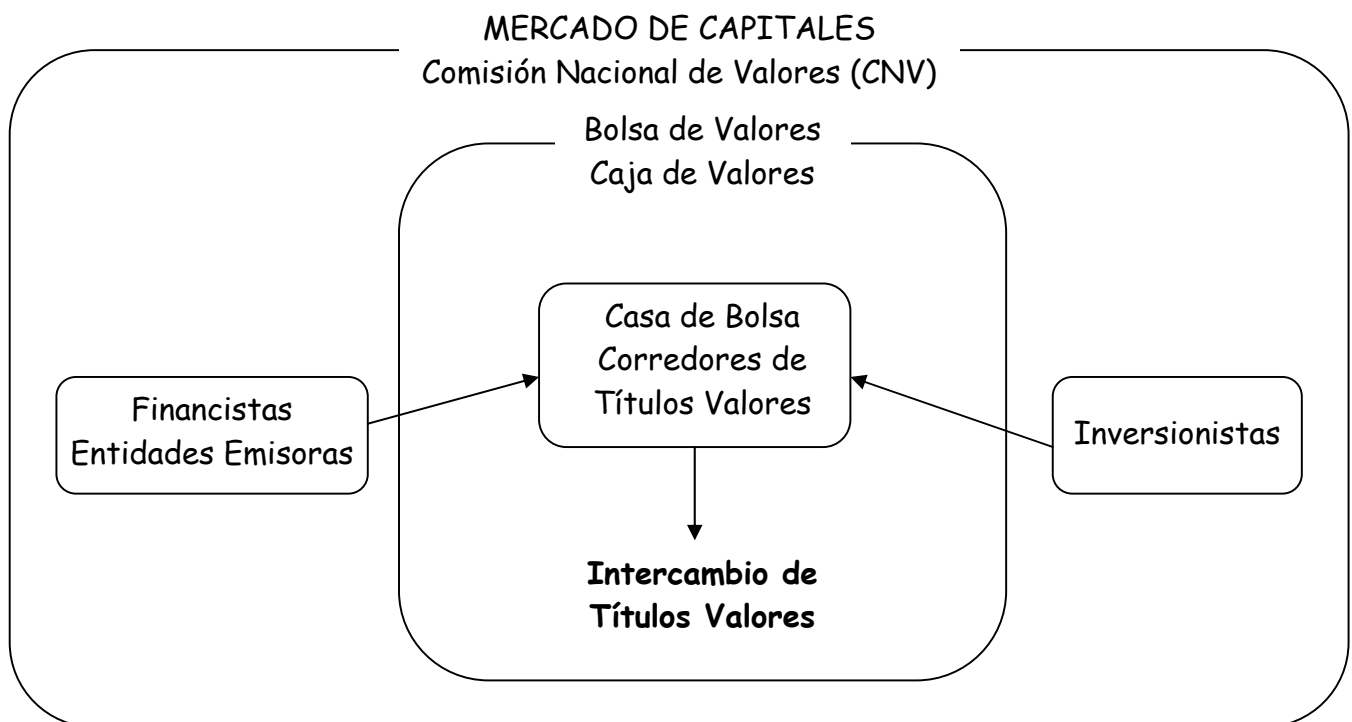 MERCADO DE CAPITALES
Comisión Nacional de Valores (CNV)
Bolsa de Valores
Caja de Valores
Casa de Bolsa
Corredores de
Títulos Valores
Financistas
Entidades Emisoras
Inversionistas
Intercambio de
Títulos Valores